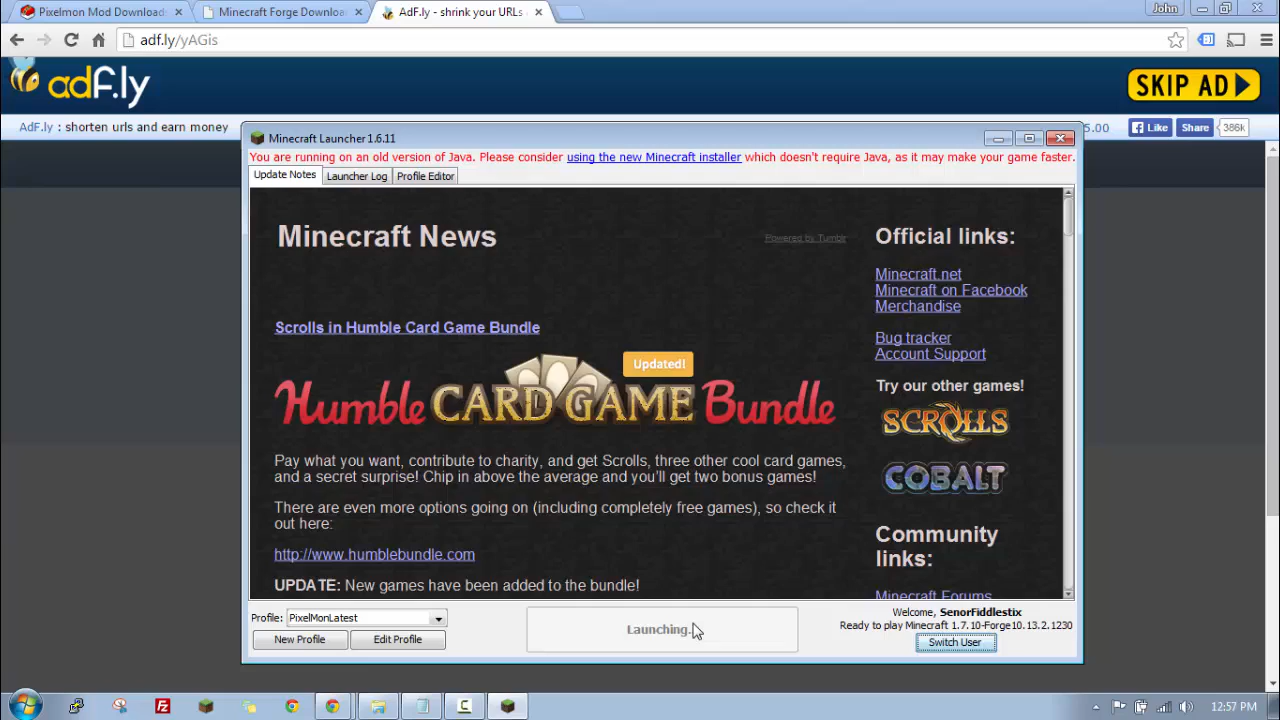 Pixelmon Mod Download
Minecraft Forge Downloa
AdF.ly - shrink your URLs
John
adf.ly/yAGis
adf.ly
SKIP AD
AdF.ly : shorten urls and earn money
5.00
Like
Share
386k
Minecraft Launcher 1.6.11
You are running on an old version of Java. Please consider using the new Minecraft installer which doesn't require Java, as it may make your game faster.
Update Notes
Launcher Log
Profile Editor
Minecraft News
Powered by Tumblr
Scrolls in Humble Card Game Bundle
Updated!
Humble CARD GAME Bundle
Pay what you want, contribute to charity, and get Scrolls, three other cool card games,
and a secret surprise! Chip in above the average and you'll get two bonus games!
There are even more options going on (including completely free games), so check it
out here:
http://www.humblebundle.com
UPDATE: New games have been added to the bundle!
Official links:
Minecraft.net
Minecraft on Facebook
Merchandise
Bug tracker
Account Support
Try our other games!
SCROLLS
COBALT
Community
links:
Minecraft Forums
Profile:
PixelMonLatest
New Profile
Edit Profile
Launching.
Welcome, SenorFiddlestix
Ready to play Minecraft 1.7.10-Forge10.13.2.1230
Switch User
12:57 PM